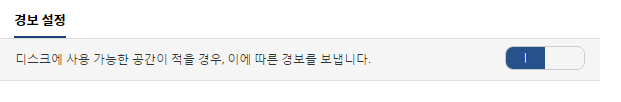 경보 설정
디스크에 사용 가능한 공간이 적을 경우, 이에 따른 경보를 보냅니다.